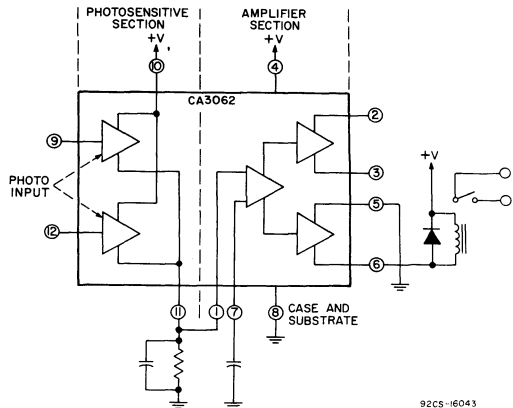 PHOTOSENSITIVE SECTION
AMPLIFIER SECTION
+V
+V
10
4
CA3062
2
9
3
PHOTO INPUT
5
+V
12
6
11
1
7
8
CASE AND SUBSTRATE
92CS-16043